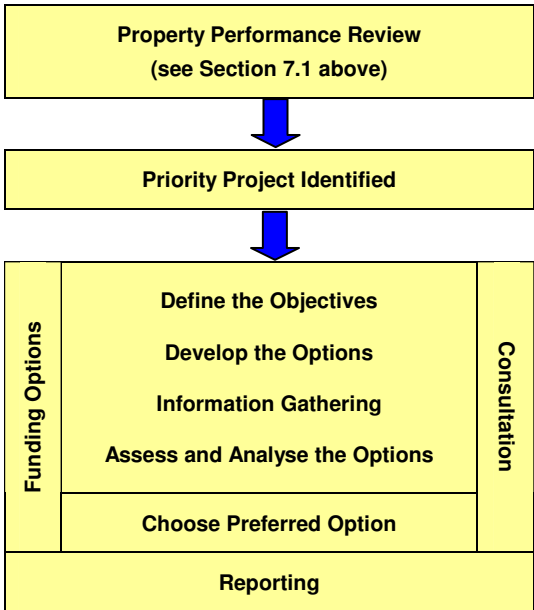 Property Performance Review
(see Section 7.1 above)
Priority Project Identified
Funding Options
Define the Objectives
Develop the Options
Information Gathering
Assess and Analyse the Options
Consultation
Choose Preferred Option
Reporting